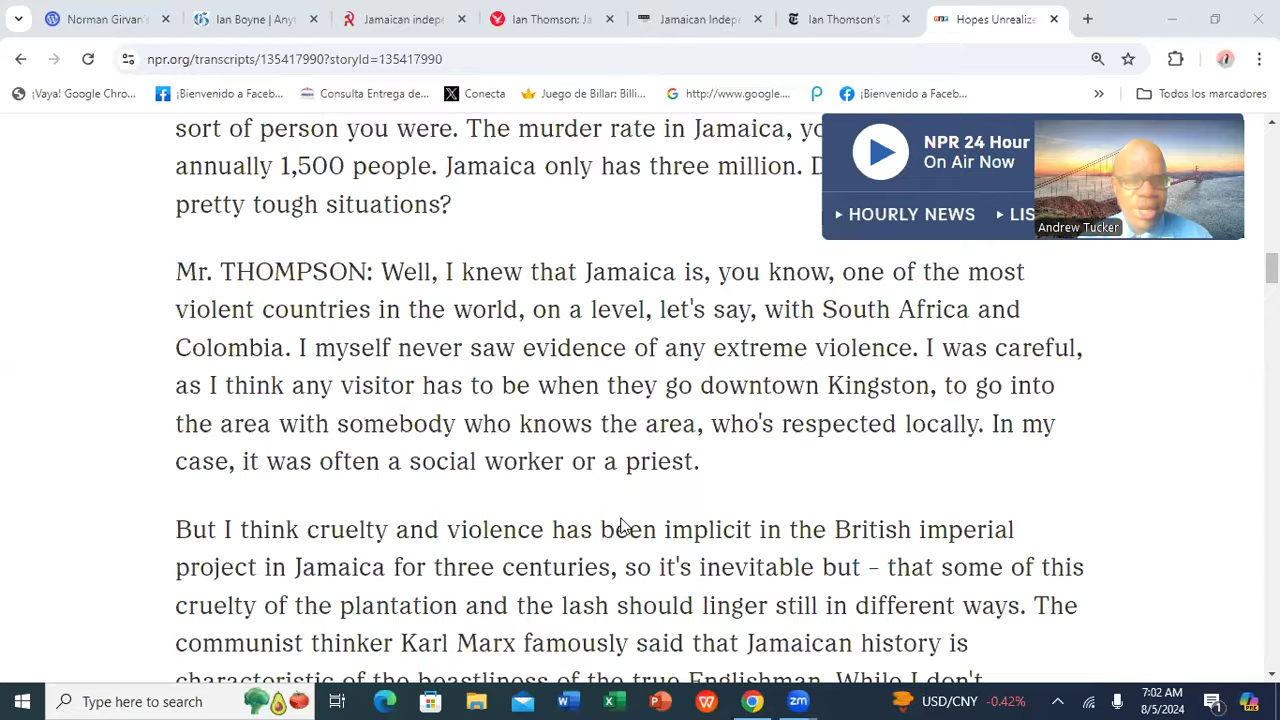 Norman Girvan's
Ian Boyne | Any
Jamaican indepe
Ian Thomson: Ja
Jamaican Indep
Ian Thomson's
Hopes Unrealize
npr.org/transcripts/135417990?storyId=135417990
¡Vaya! Google Chro...
¡Bienvenido a Faceb...
Consulta Entrega de...
Conecta
Juego de Billar: Billi...
http://www.google....
¡Bienvenido a Faceb...
»
Todos los marcadores
sort of person you were. The murder rate in Jamaica,
annually 1,500 people. Jamaica only has three million.
pretty tough situations?
NPR 24 Hour
On Air Now
HOURLY NEWS
LIS
Andrew Tucker
Mr. THOMPSON: Well, I knew that Jamaica is, you know, one of the most
violent countries in the world, on a level, let's say, with South Africa and
Colombia. I myself never saw evidence of any extreme violence. I was careful,
as I think any visitor has to be when they go downtown Kingston, to go into
the area with somebody who knows the area, who's respected locally. In my
case, it was often a social worker or a priest.
But I think cruelty and violence has been implicit in the British imperial
project in Jamaica for three centuries, so it's inevitable but – that some of this
cruelty of the plantation and the lash should linger still in different ways. The
communist thinker Karl Marx famously said that Jamaican history is
characteristic of the beastliness of the true Englishman. While I don't
Type here to search
USD/CNY -0.42%
7:02 AM
8/5/2024